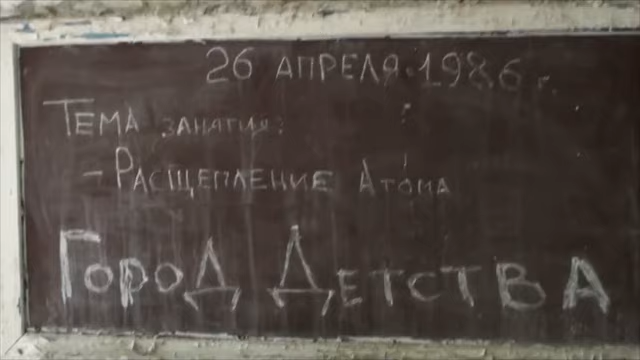 26 АПРЕЛЯ 1986 г.
ТЕМА ЗАНЯТИЯ:
- РАСЩЕПЛЕНИЕ АТОМА
ГОРОД ДЕТСТВА